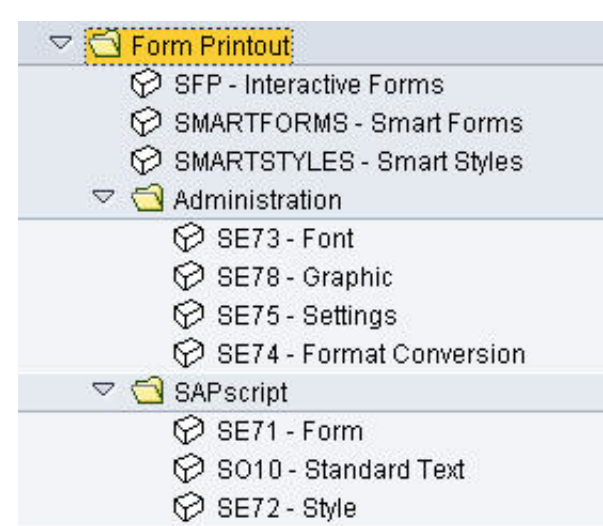 Form Printout
SFP - Interactive Forms
SMARTFORMS - Smart Forms
SMARTSTYLES - Smart Styles
Administration
SE73 - Font
SE78 - Graphic
SE75 - Settings
SE74 - Format Conversion
SAPscript
SE71 - Form
SO10 - Standard Text
SE72 - Style